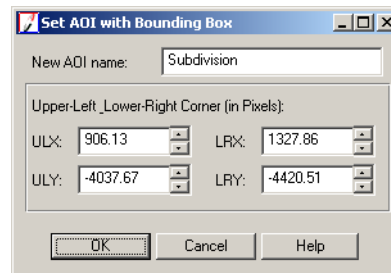 Set AOI with Bounding Box
New AOI name: Subdivision
Upper-Left _Lower-Right Corner (in Pixels):
ULX: 906.13 LRX: 1327.86
ULY: -4037.67 LRY: -4420.51
OK Cancel Help